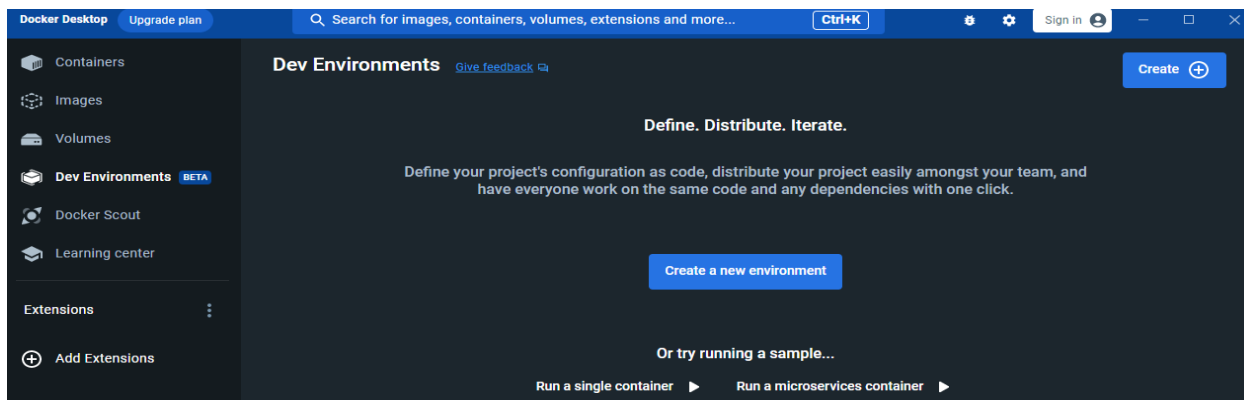 Docker Desktop Upgrade plan Search for images, containers, volumes, extensions and more... Ctrl+K Sign in
Containers
Images
Volumes
Dev Environments BETA
Docker Scout
Learning center
Extensions
Add Extensions
Dev Environments Give feedback
Create
Define. Distribute. Iterate.
Define your project's configuration as code, distribute your project easily amongst your team, and
have everyone work on the same code and any dependencies with one click.
Create a new environment
Or try running a sample...
Run a single container Run a microservices container